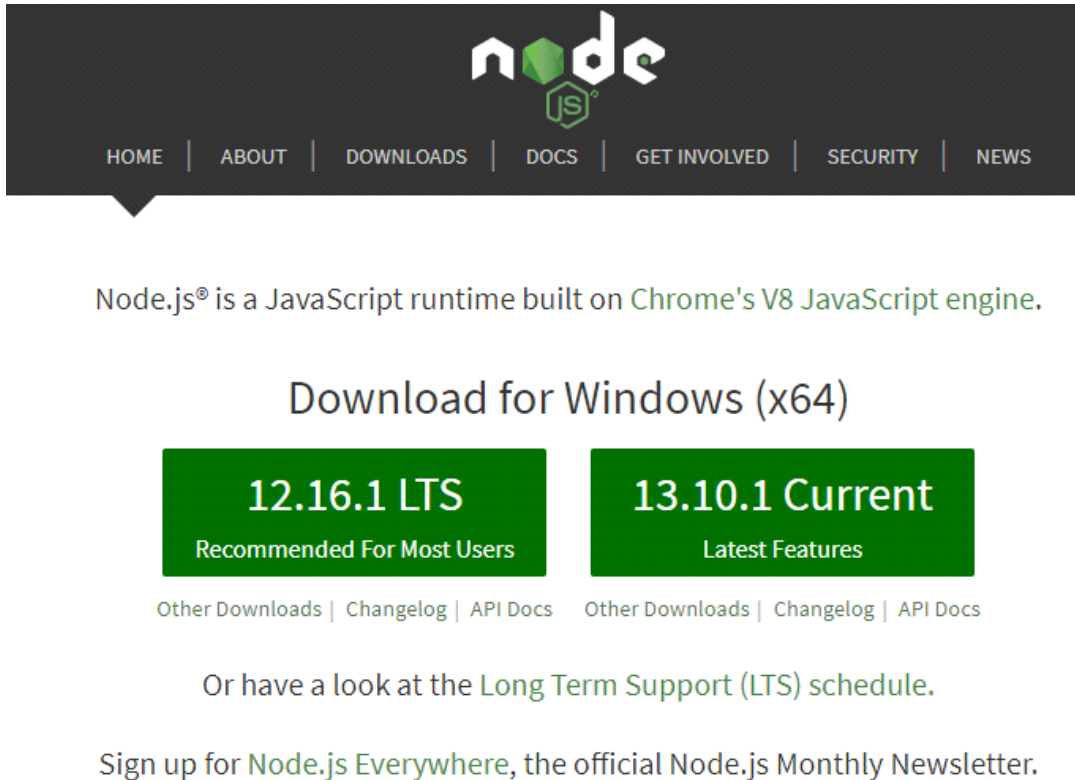 node
JS
HOME | ABOUT | DOWNLOADS | DOCS | GET INVOLVED | SECURITY | NEWS
Node.js® is a JavaScript runtime built on Chrome's V8 JavaScript engine.
Download for Windows (x64)
12.16.1 LTS
Recommended For Most Users
13.10.1 Current
Latest Features
Other Downloads | Changelog | API Docs
Other Downloads | Changelog | API Docs
Or have a look at the Long Term Support (LTS) schedule.
Sign up for Node.js Everywhere, the official Node.js Monthly Newsletter.